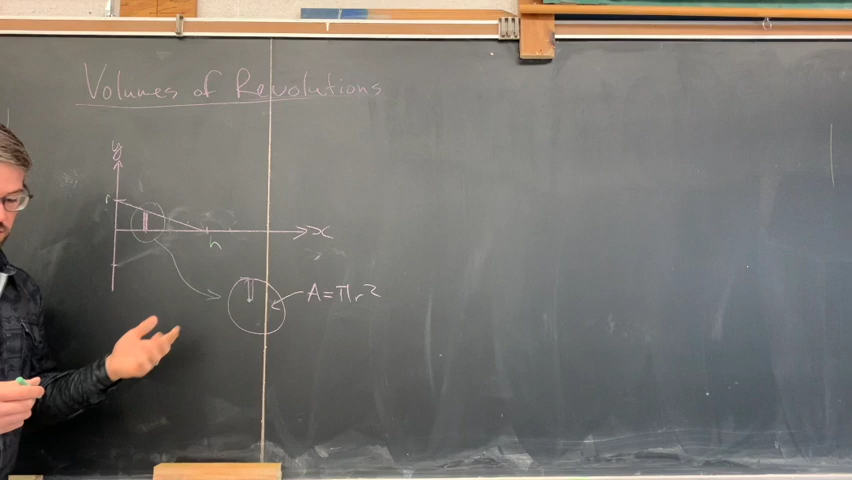 Volumes of Revolutions
y
r
x
h
A = πr²